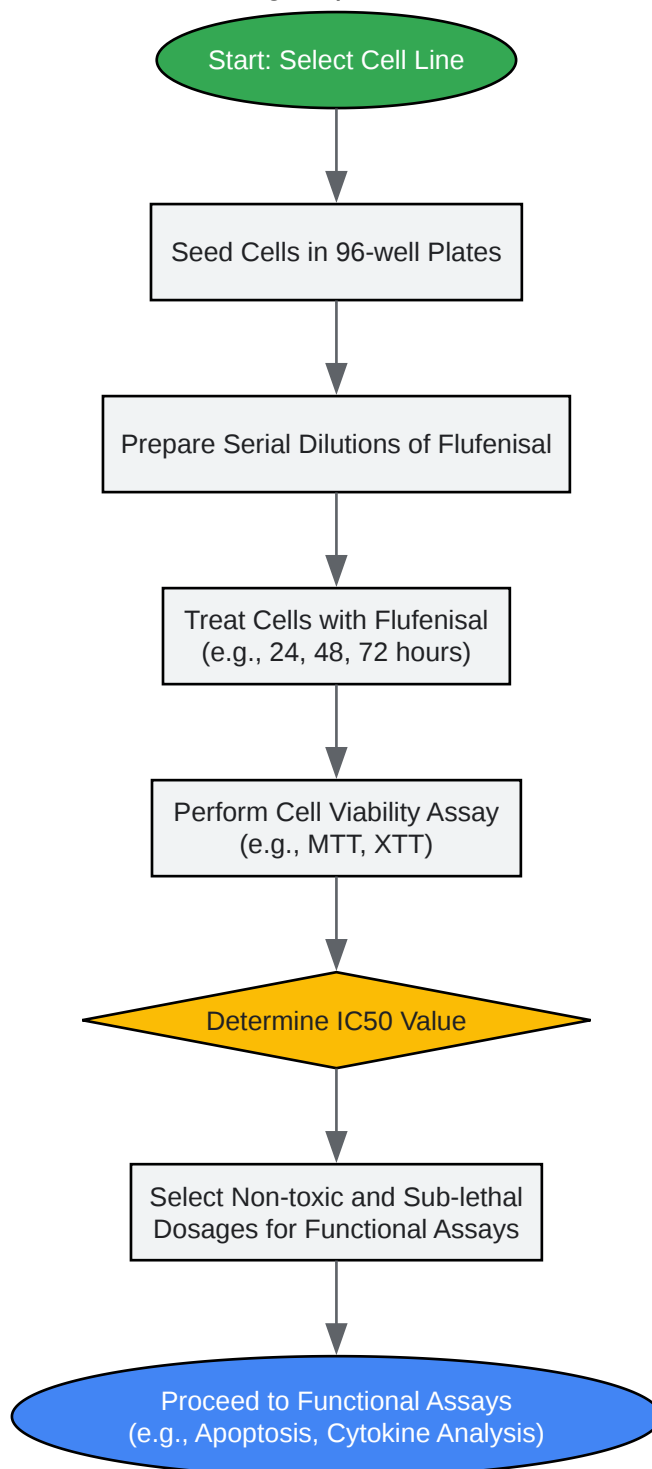 Start: Select Cell Line
Seed Cells in 96-well Plates
Prepare Serial Dilutions of Flufenisal
Treat Cells with Flufenisal
(e.g., 24, 48, 72 hours)
Perform Cell Viability Assay
(e.g., MTT, XTT)
Determine IC50 Value
Select Non-toxic and Sub-lethal
Dosages for Functional Assays
Proceed to Functional Assays
(e.g., Apoptosis, Cytokine Analysis)